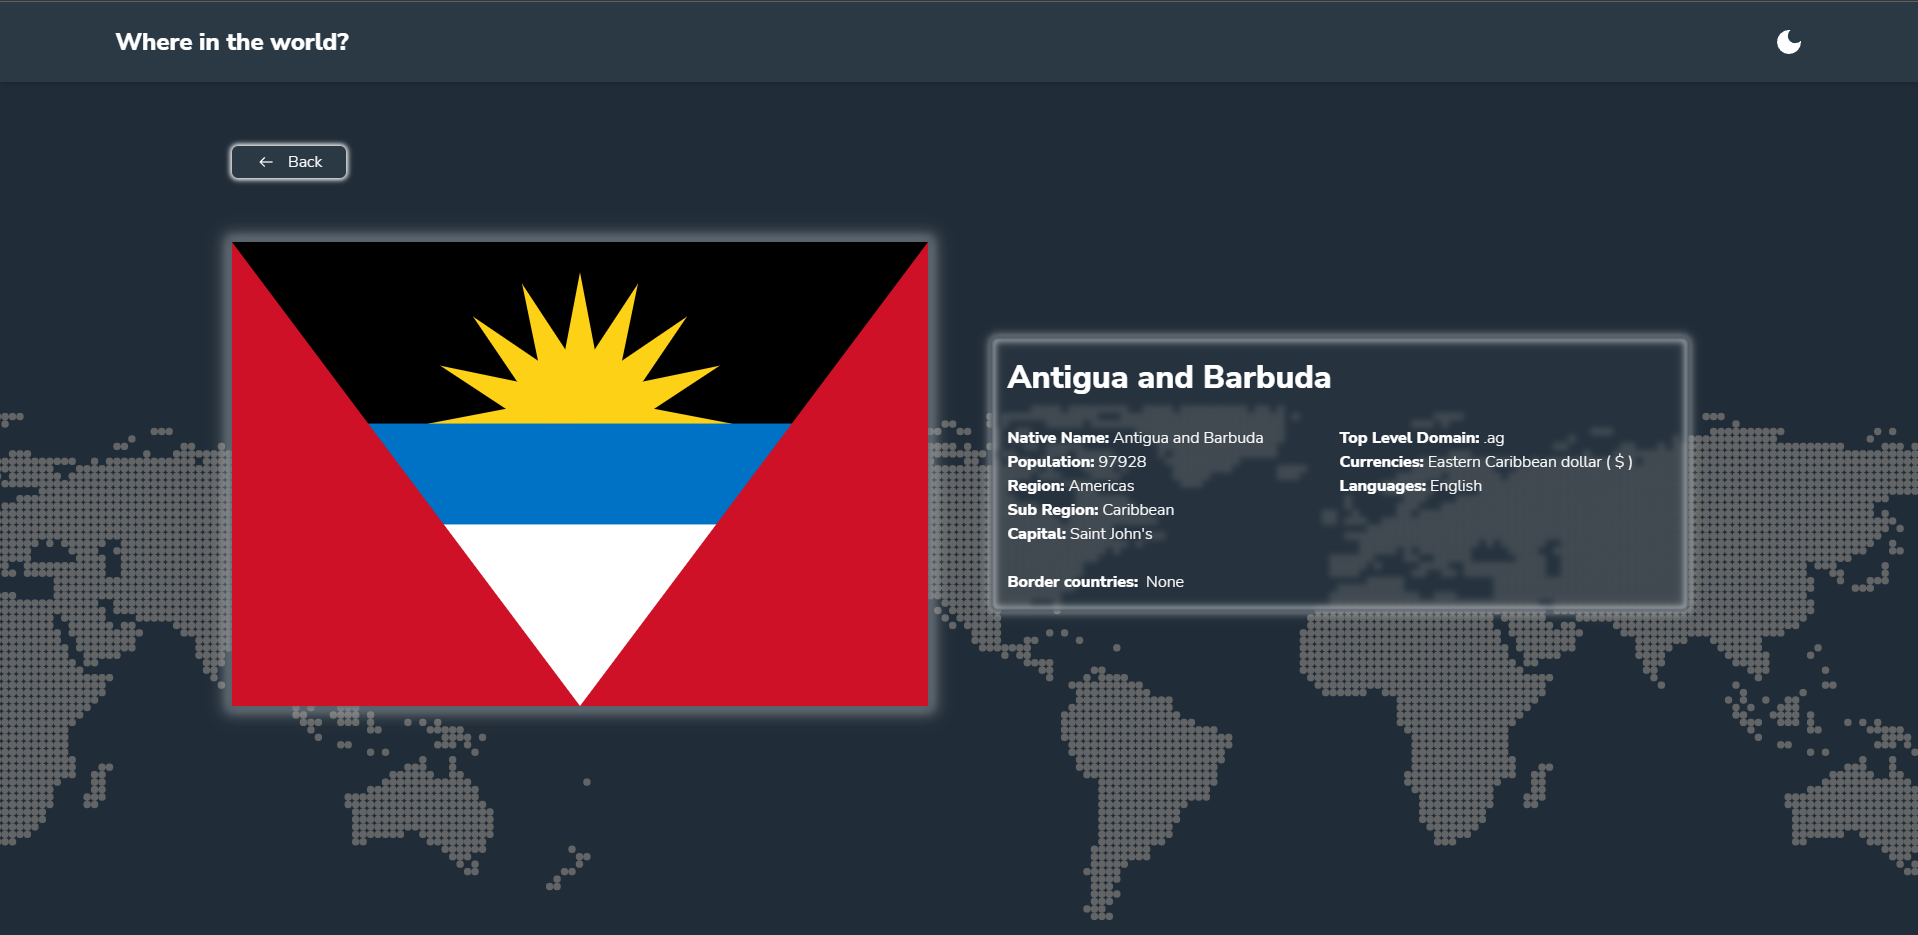 Where in the world?
Back
Antigua and Barbuda
Native Name: Antigua and Barbuda
Population: 97928
Region: Americas
Sub Region: Caribbean
Capital: Saint John's
Top Level Domain: .ag
Currencies: Eastern Caribbean dollar ( $ )
Languages: English
Border countries: None